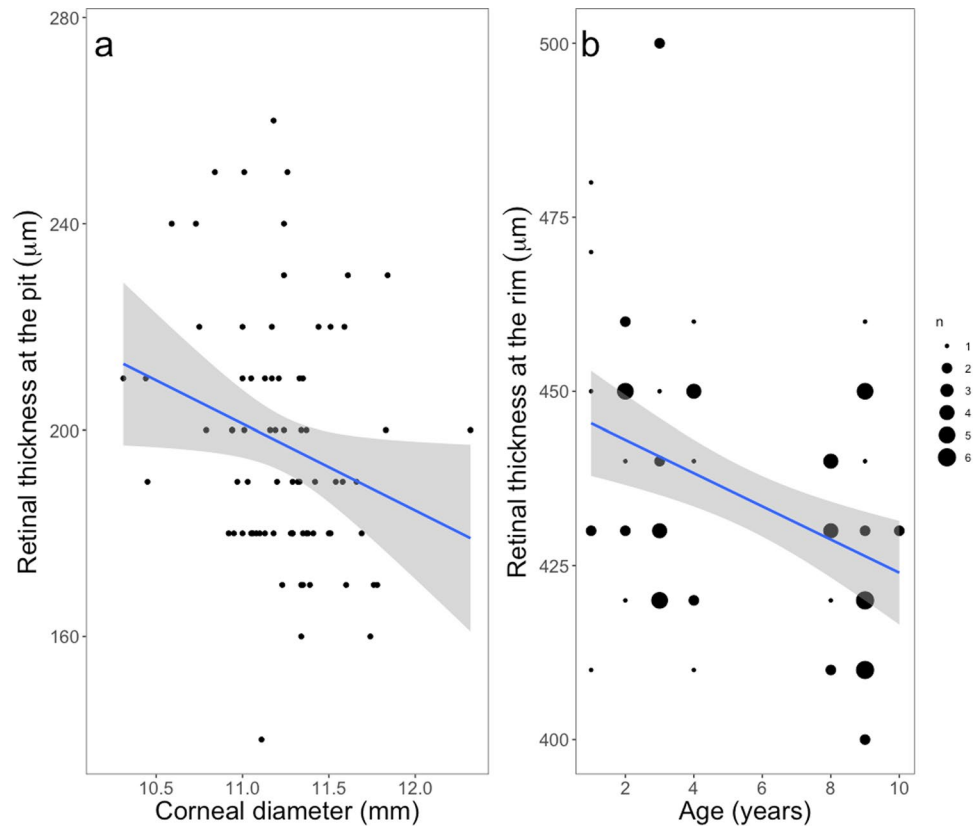 a
280
240
200
160
Retinal thickness at the pit (μm)
10.5 11.0 11.5 12.0
Corneal diameter (mm)
b
500
475
450
425
400
Retinal thickness at the rim (μm)
2 4 6 8 10
Age (years)
n
1
2
3
4
5
6